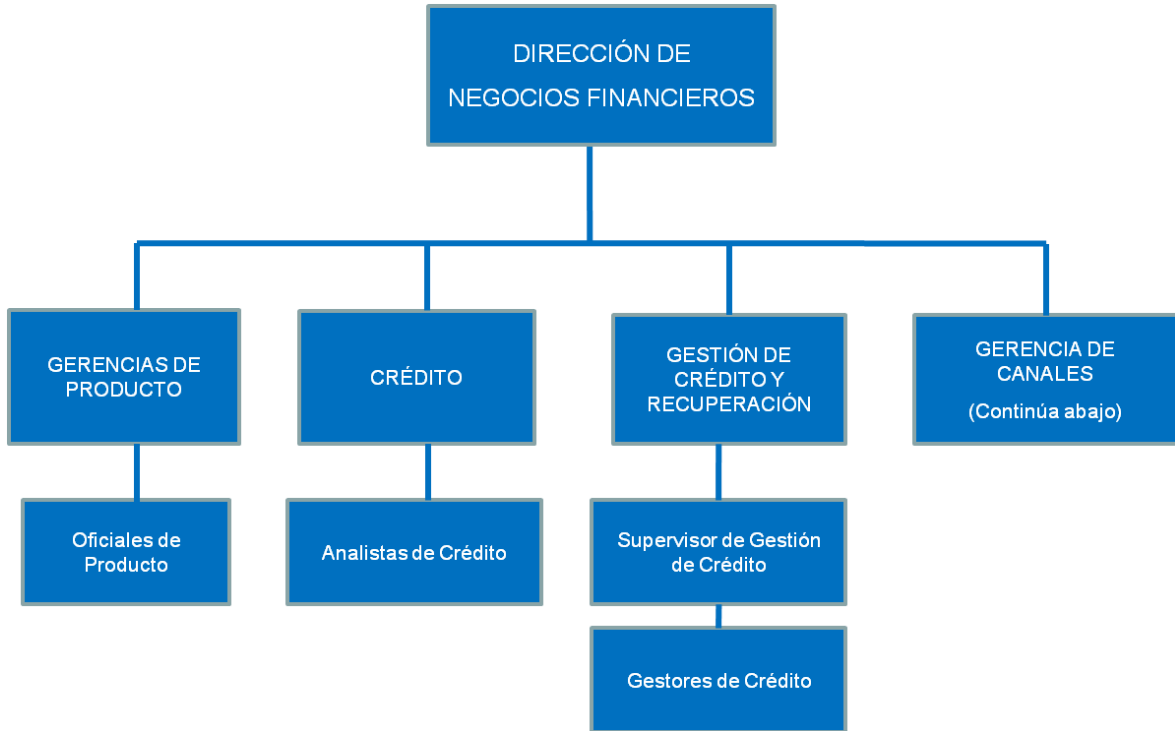 DIRECCIÓN DE
NEGOCIOS FINANCIEROS
GERENCIAS DE
PRODUCTO
CRÉDITO
GESTIÓN DE
CRÉDITO Y
RECUPERACIÓN
GERENCIA DE
CANALES
(Continúa abajo)
Oficiales de
Producto
Analistas de Crédito
Supervisor de Gestión
de Crédito
Gestores de Crédito